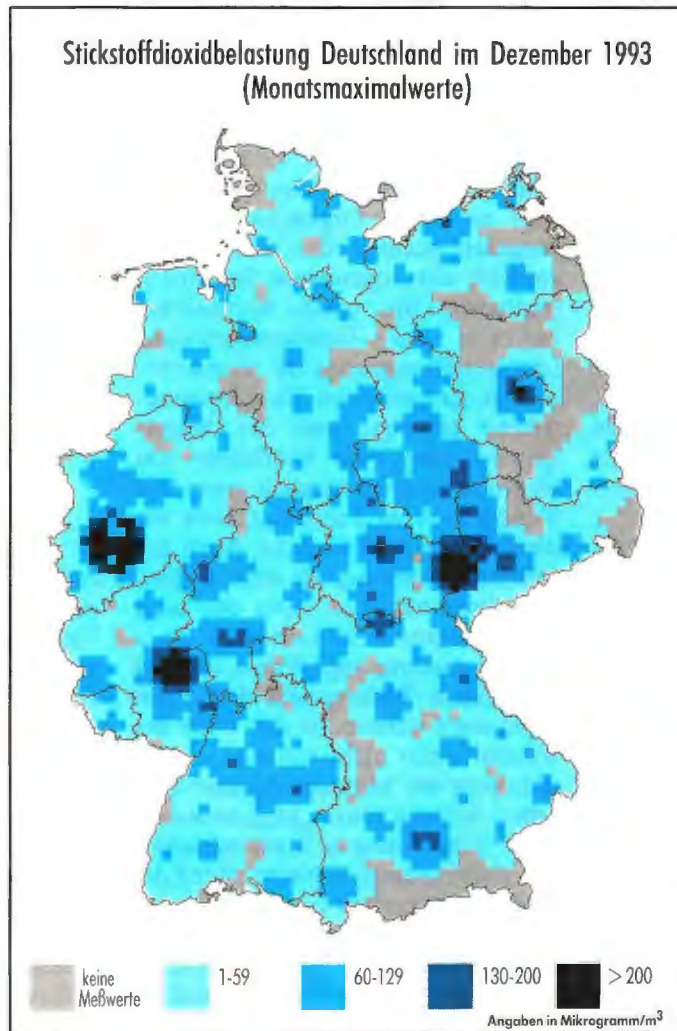 Stickstoffdioxidbelastung Deutschland im Dezember 1993
(Monatsmaximalwerte)
keine
Meßwerte
1-59
60-129
130-200
> 200
Angaben in Mikrogramm/m³